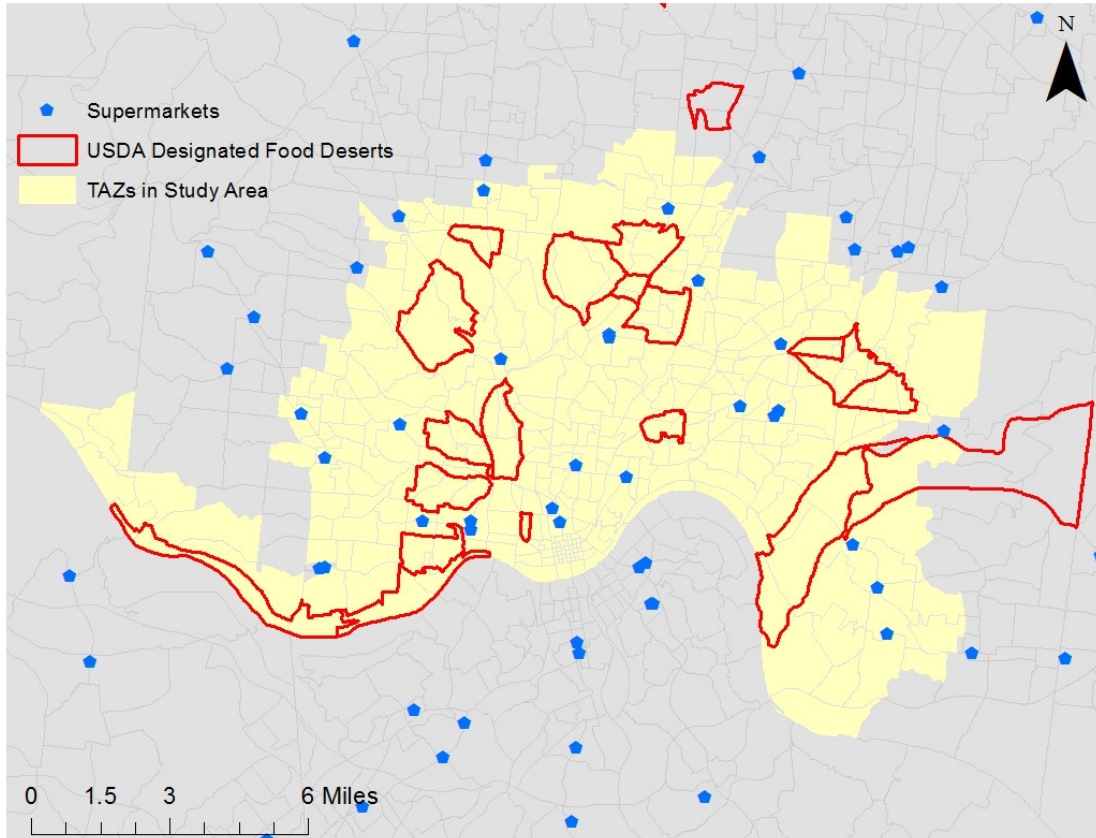 N
Supermarkets
USDA Designated Food Deserts
TAZs in Study Area
0 1.5 3 6 Miles